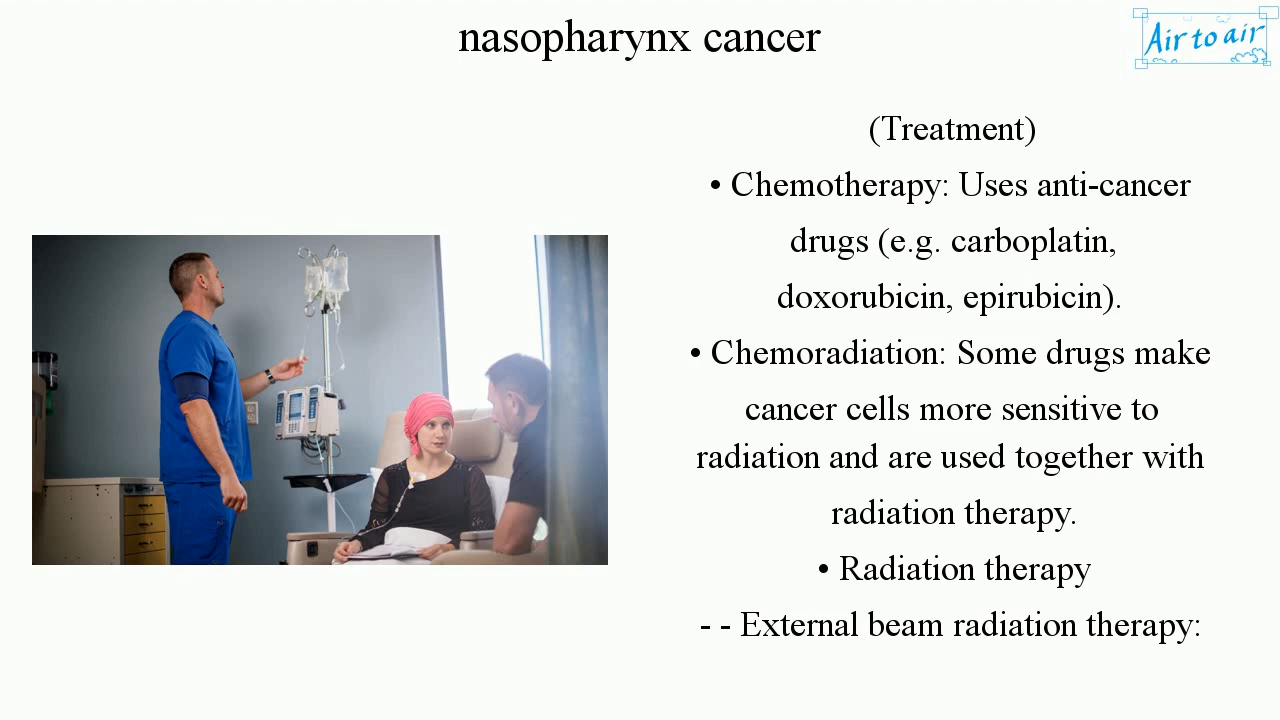 nasopharynx cancer
Air to air
(Treatment)
• Chemotherapy: Uses anti-cancer
drugs (e.g. carboplatin,
doxorubicin, epirubicin).
• Chemoradiation: Some drugs make
cancer cells more sensitive to
radiation and are used together with
radiation therapy.
• Radiation therapy
- - External beam radiation therapy: